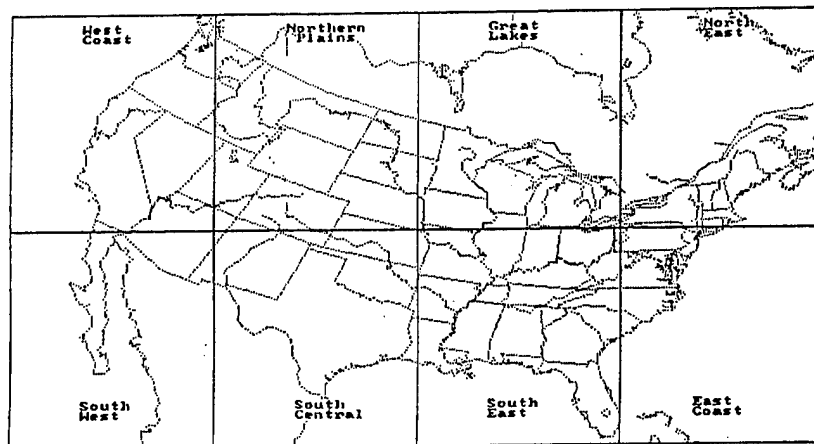 West
Coast
Northern
Plains
Great
Lakes
North
East
South
West
South
Central
South
East
East
Coast